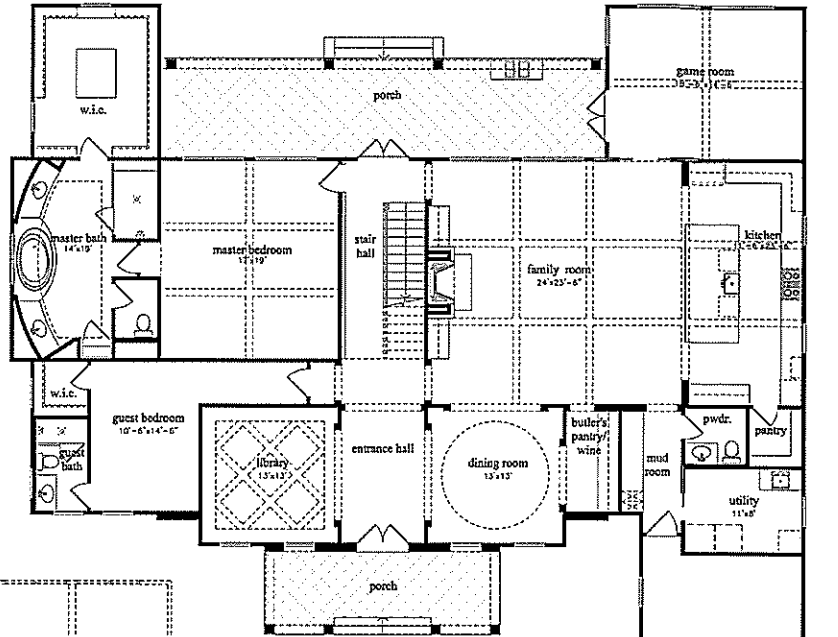 w.i.c.
porch
game room
master bath
14'x19'
master bedroom
stair
hall
family room
24'x23'-6"
kitchen
w.i.c.
guest bedroom
10'-6"x14'-6"
guest
bath
library
13'x13'
entrance hall
dining room
13'x15'
butler's
pantry/
wine
mud
room
pwdr.
pantry
utility
11'x8'
porch